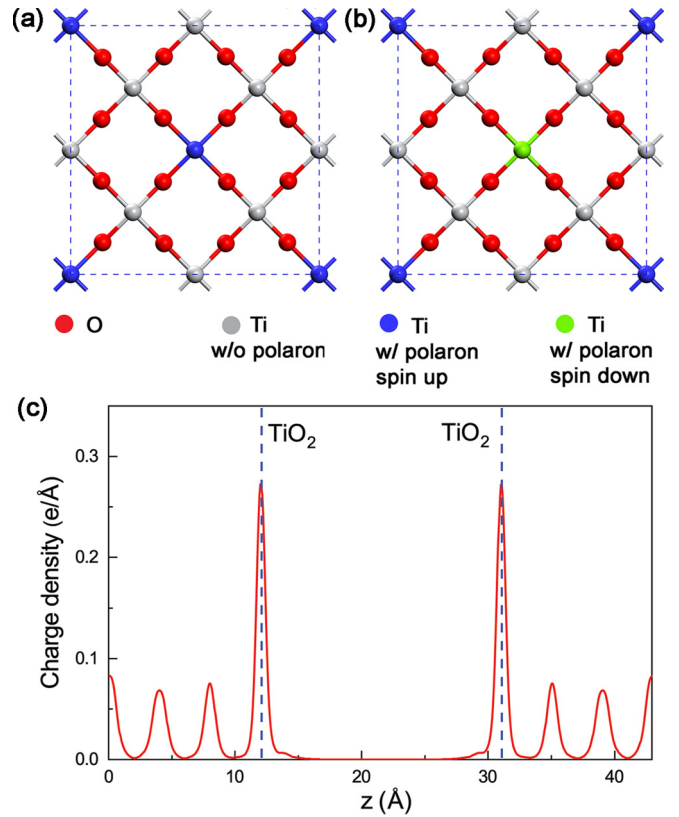 (a) (b)
O Ti Ti Ti
w/o polaron w/ polaron w/ polaron
spin up spin down
(c)
TiO2 TiO2
Charge density (e/Å)
0.3
0.2
0.1
0.0
0 10 20 30 40
z (Å)